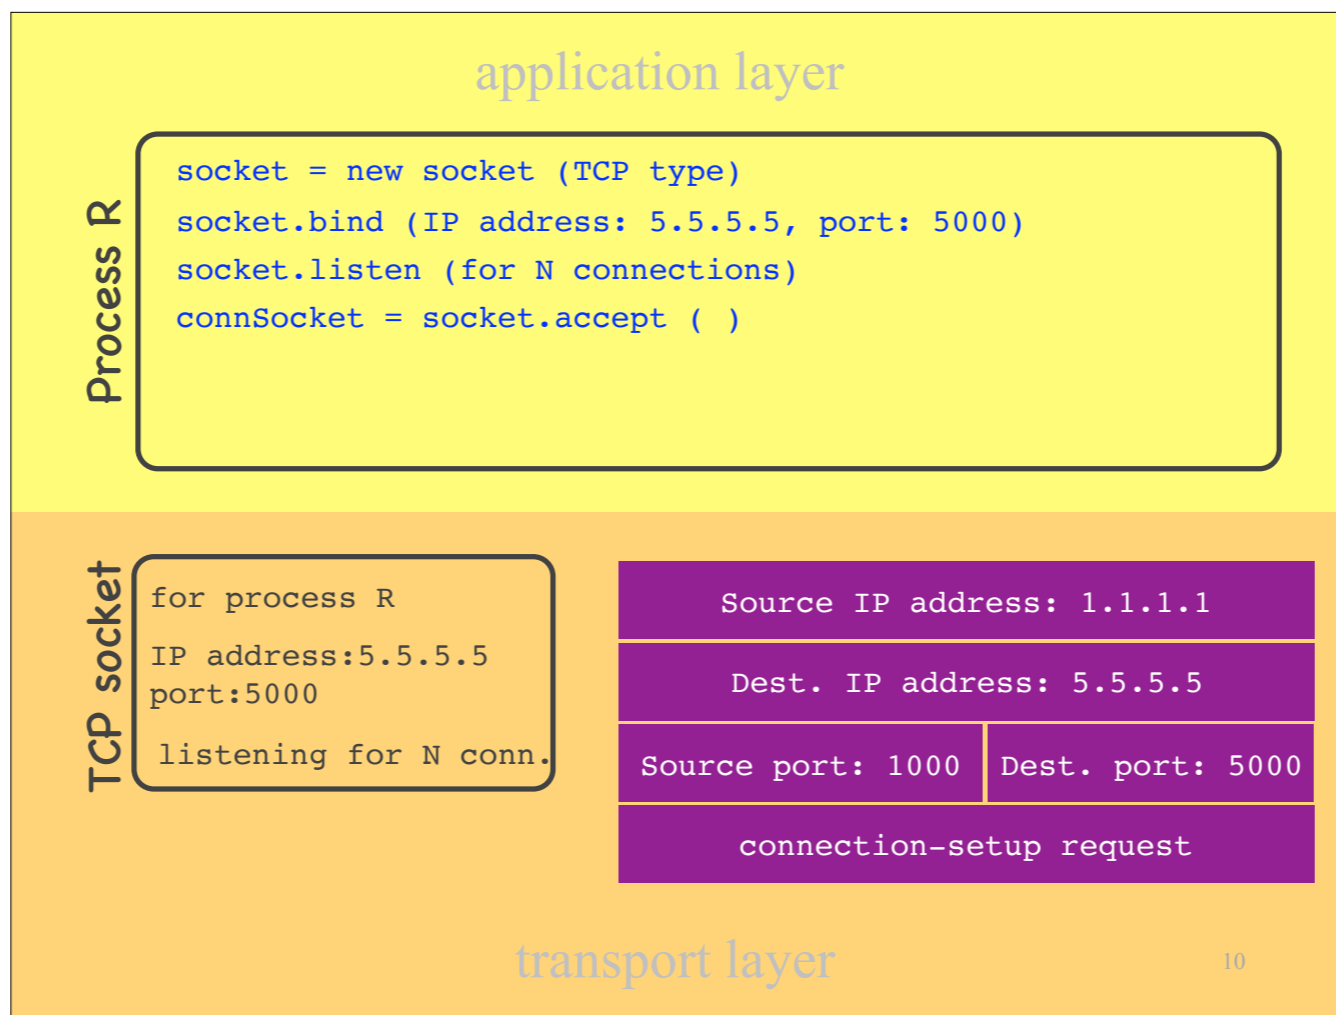 application layer
Process R
socket = new socket (TCP type)
socket.bind (IP address: 5.5.5.5, port: 5000)
socket.listen (for N connections)
connSocket = socket.accept ( )
TCP socket
for process R
IP address:5.5.5.5
port:5000
listening for N conn.
Source IP address: 1.1.1.1
Dest. IP address: 5.5.5.5
Source port: 1000
Dest. port: 5000
connection-setup request
transport layer
10